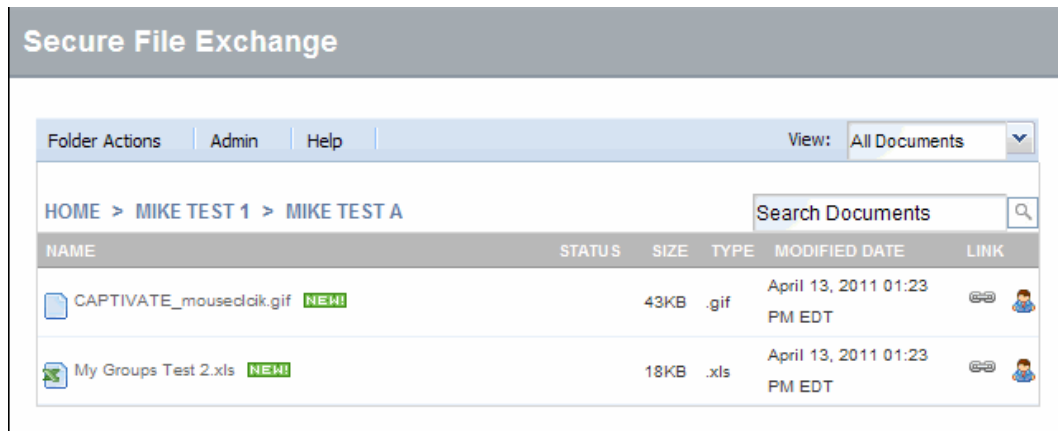 Secure File Exchange
Folder Actions Admin Help View: All Documents
HOME > MIKE TEST 1 > MIKE TEST A Search Documents
NAME STATUS SIZE TYPE MODIFIED DATE LINK
CAPTIVATE_mousedcik.gif NEW! 43KB .gif April 13, 2011 01:23
PM EDT
My Groups Test 2.xls NEW! 18KB .xls April 13, 2011 01:23
PM EDT